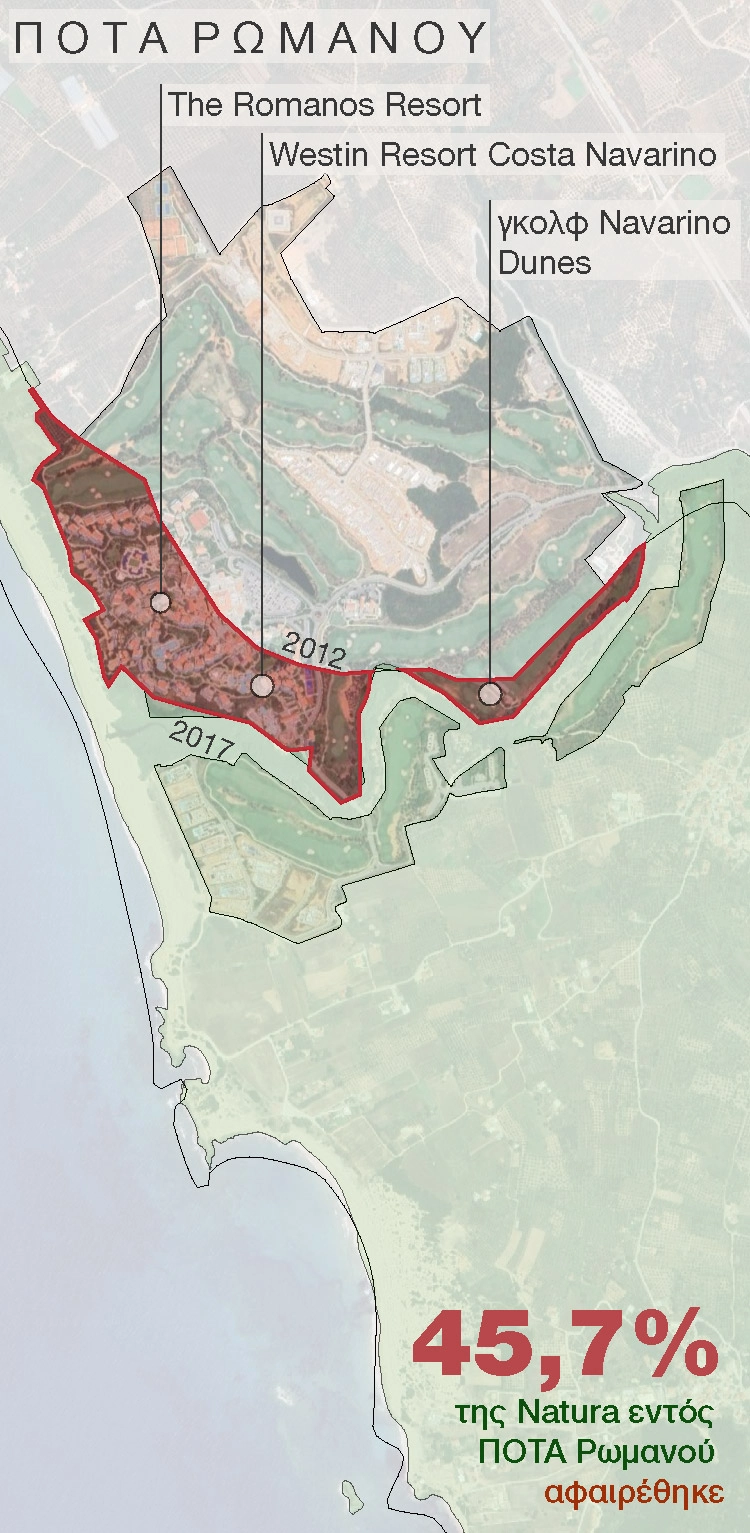 ΠΟΤΑ ΡΩΜΑΝΟΥ
The Romanos Resort
Westin Resort Costa Navarino
γκολφ Navarino
Dunes
2012
2017
45,7%
της Natura εντός
ΠΟΤΑ Ρωμανού
αφαιρέθηκε